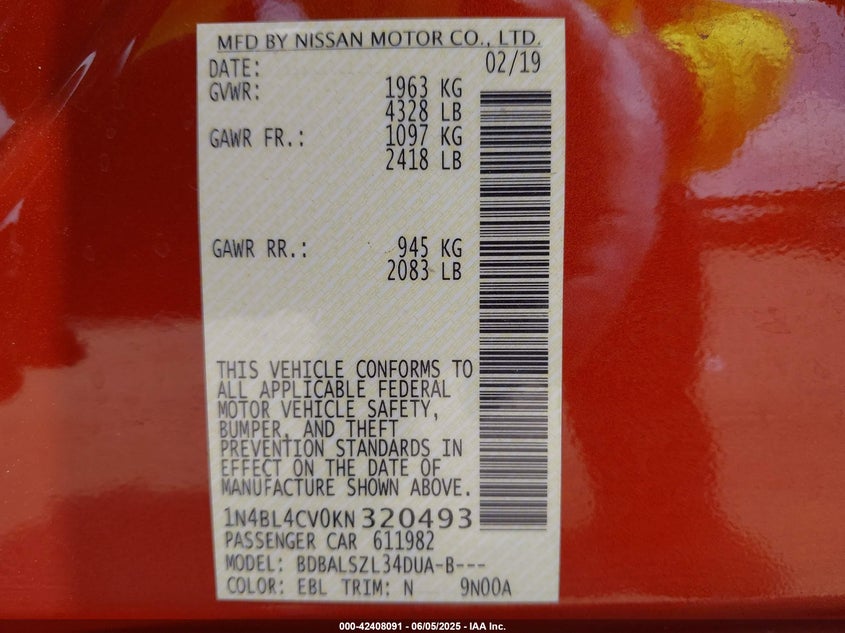 MFD BY NISSAN MOTOR CO., LTD.
DATE: 02/19
GVWR: 1963 KG
4328 LB
GAWR FR.: 1097 KG
2418 LB
GAWR RR.: 945 KG
2083 LB
THIS VEHICLE CONFORMS TO
ALL APPLICABLE FEDERAL
MOTOR VEHICLE SAFETY,
BUMPER, AND THEFT
PREVENTION STANDARDS IN
EFFECT ON THE DATE OF
MANUFACTURE SHOWN ABOVE.
1N4BL4CV0KN320493
PASSENGER CAR 611982
MODEL: BDBALSZL34DUA-B---
COLOR: EBL TRIM: N 9N00A
000-42408091 - 06/05/2025 - IAA Inc.